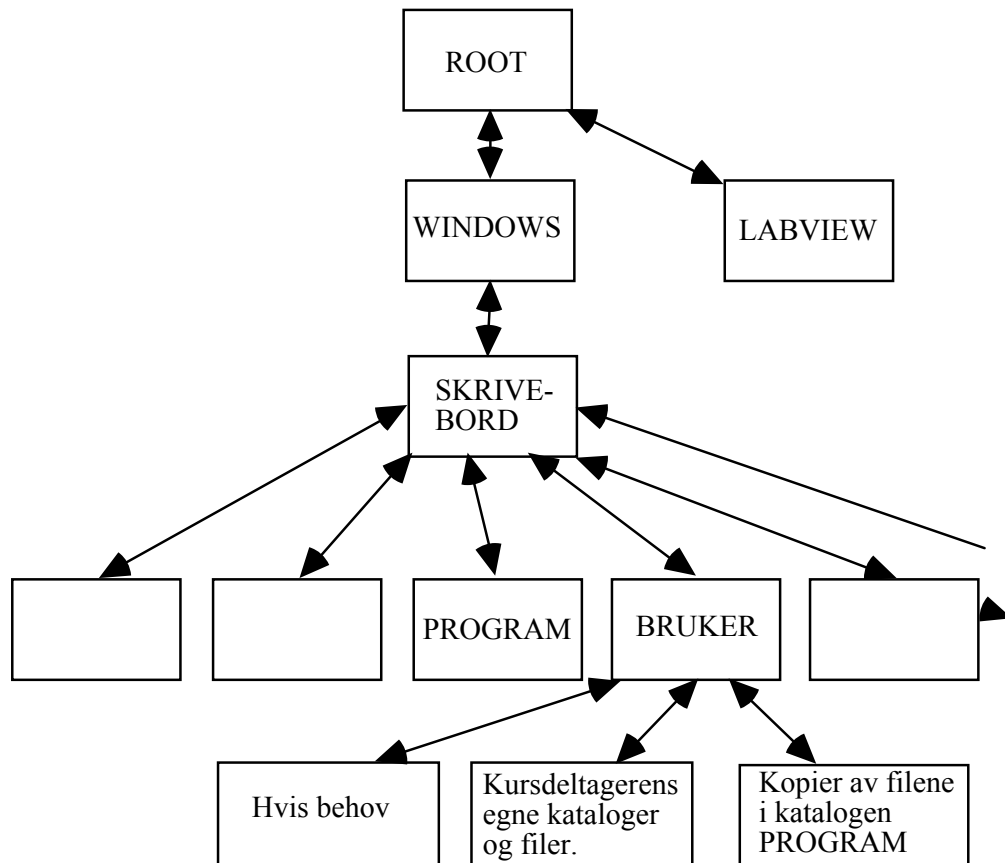 ROOT
WINDOWS
LABVIEW
SKRIVE-
BORD
PROGRAM
BRUKER
Hvis behov
Kursdeltagerens
egne kataloger
og filer.
Kopier av filene
i katalogen
PROGRAM